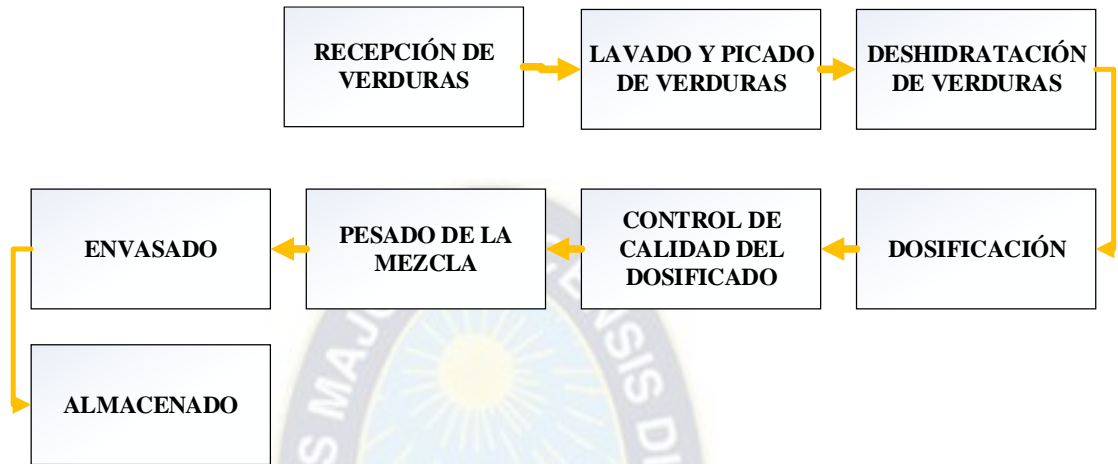 RECEPCIÓN DE
VERDURAS
LAVADO Y PICADO
DE VERDURAS
DESHIDRATACIÓN
DE VERDURAS
DOSIFICACIÓN
CONTROL DE
CALIDAD DEL
DOSIFICADO
PESADO DE LA
MEZCLA
ENVASADO
ALMACENADO